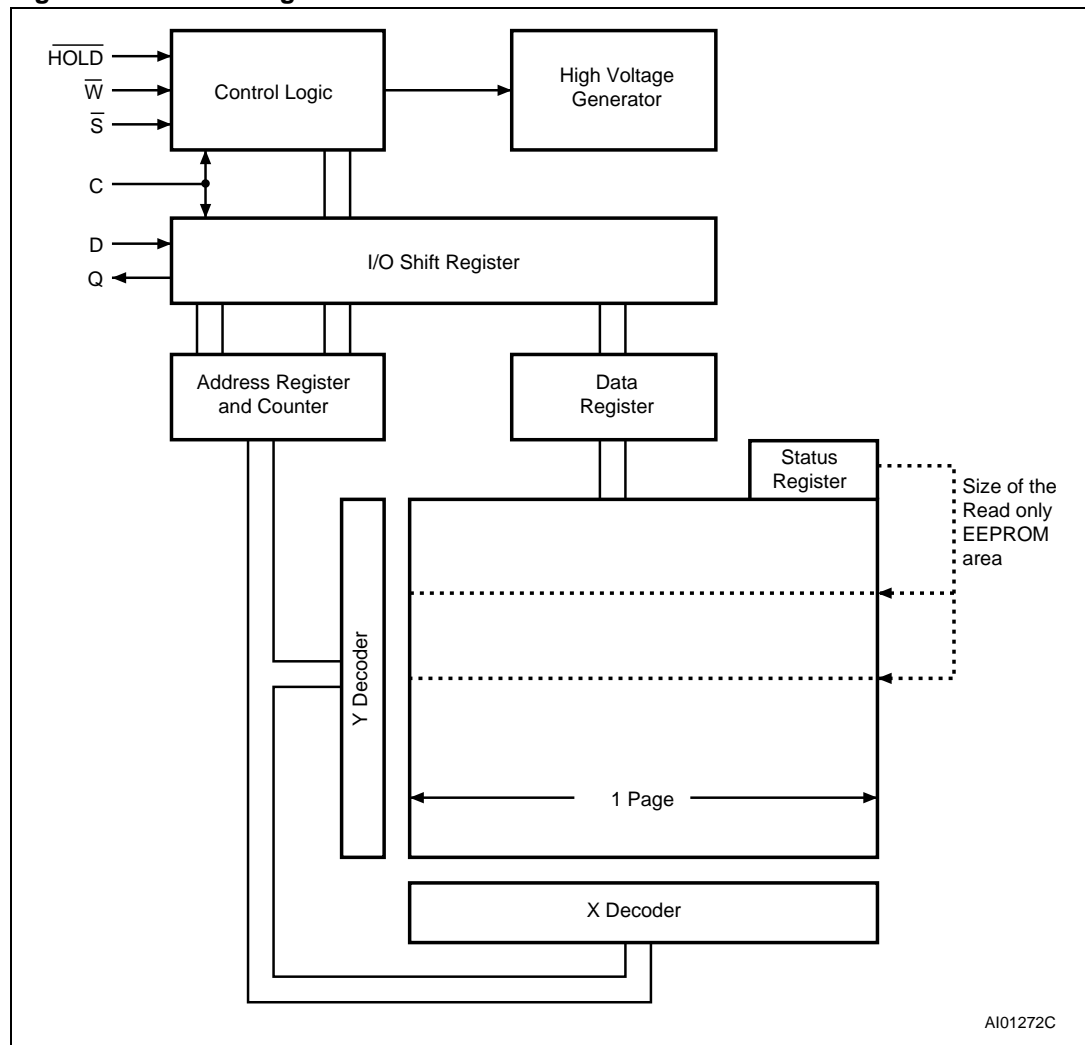 HOLD
W
S
C
D
Q
Control Logic
High Voltage
Generator
I/O Shift Register
Address Register
and Counter
Data
Register
Status
Register
Size of the
Read only
EEPROM
area
Y Decoder
1 Page
X Decoder
AI01272C